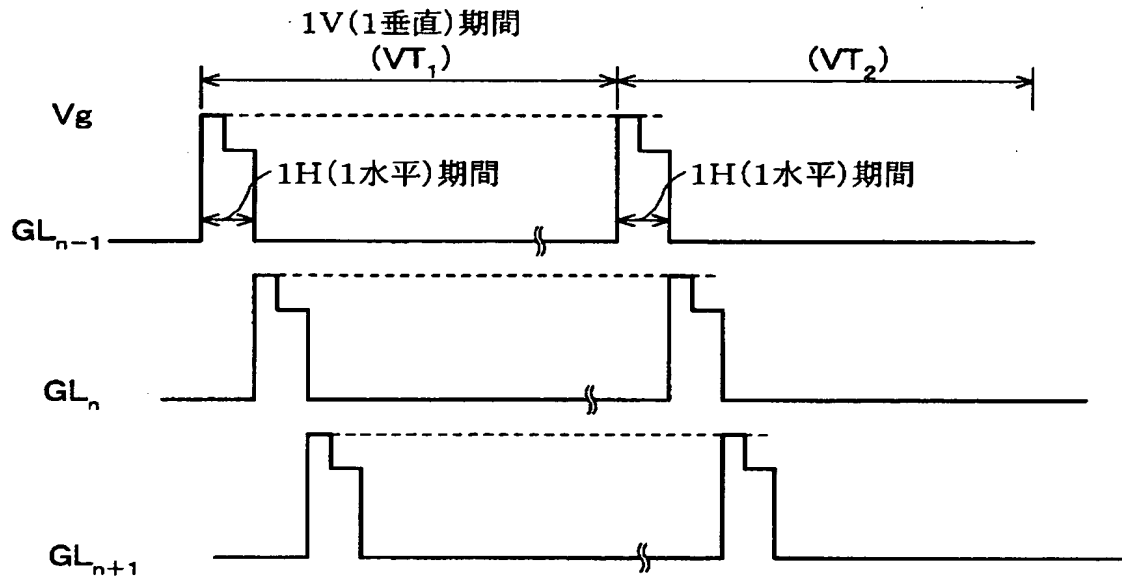 1V(1垂直)期間
(VT₁) (VT₂)
Vg
1H(1水平)期間 1H(1水平)期間
GLₙ₋₁
GLₙ
GLₙ₊₁